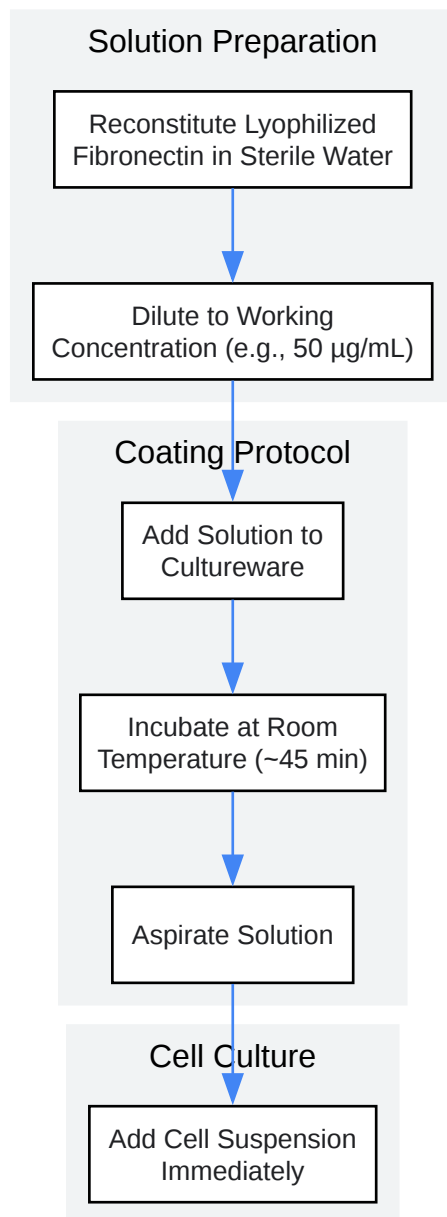 Solution Preparation
Reconstitute Lyophilized
Fibronectin in Sterile Water
Dilute to Working
Concentration (e.g., 50 µg/mL)
Coating Protocol
Add Solution to
Cultureware
Incubate at Room
Temperature (~45 min)
Aspirate Solution
Cell Culture
Add Cell Suspension
Immediately